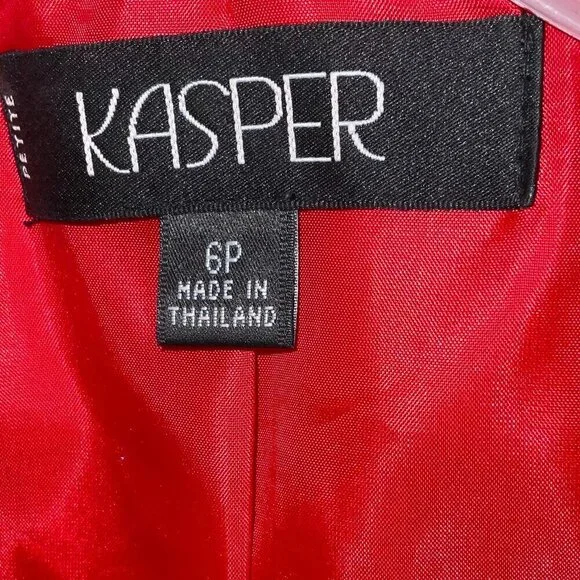 PETITE
KASPER
6P
MADE IN
THAILAND